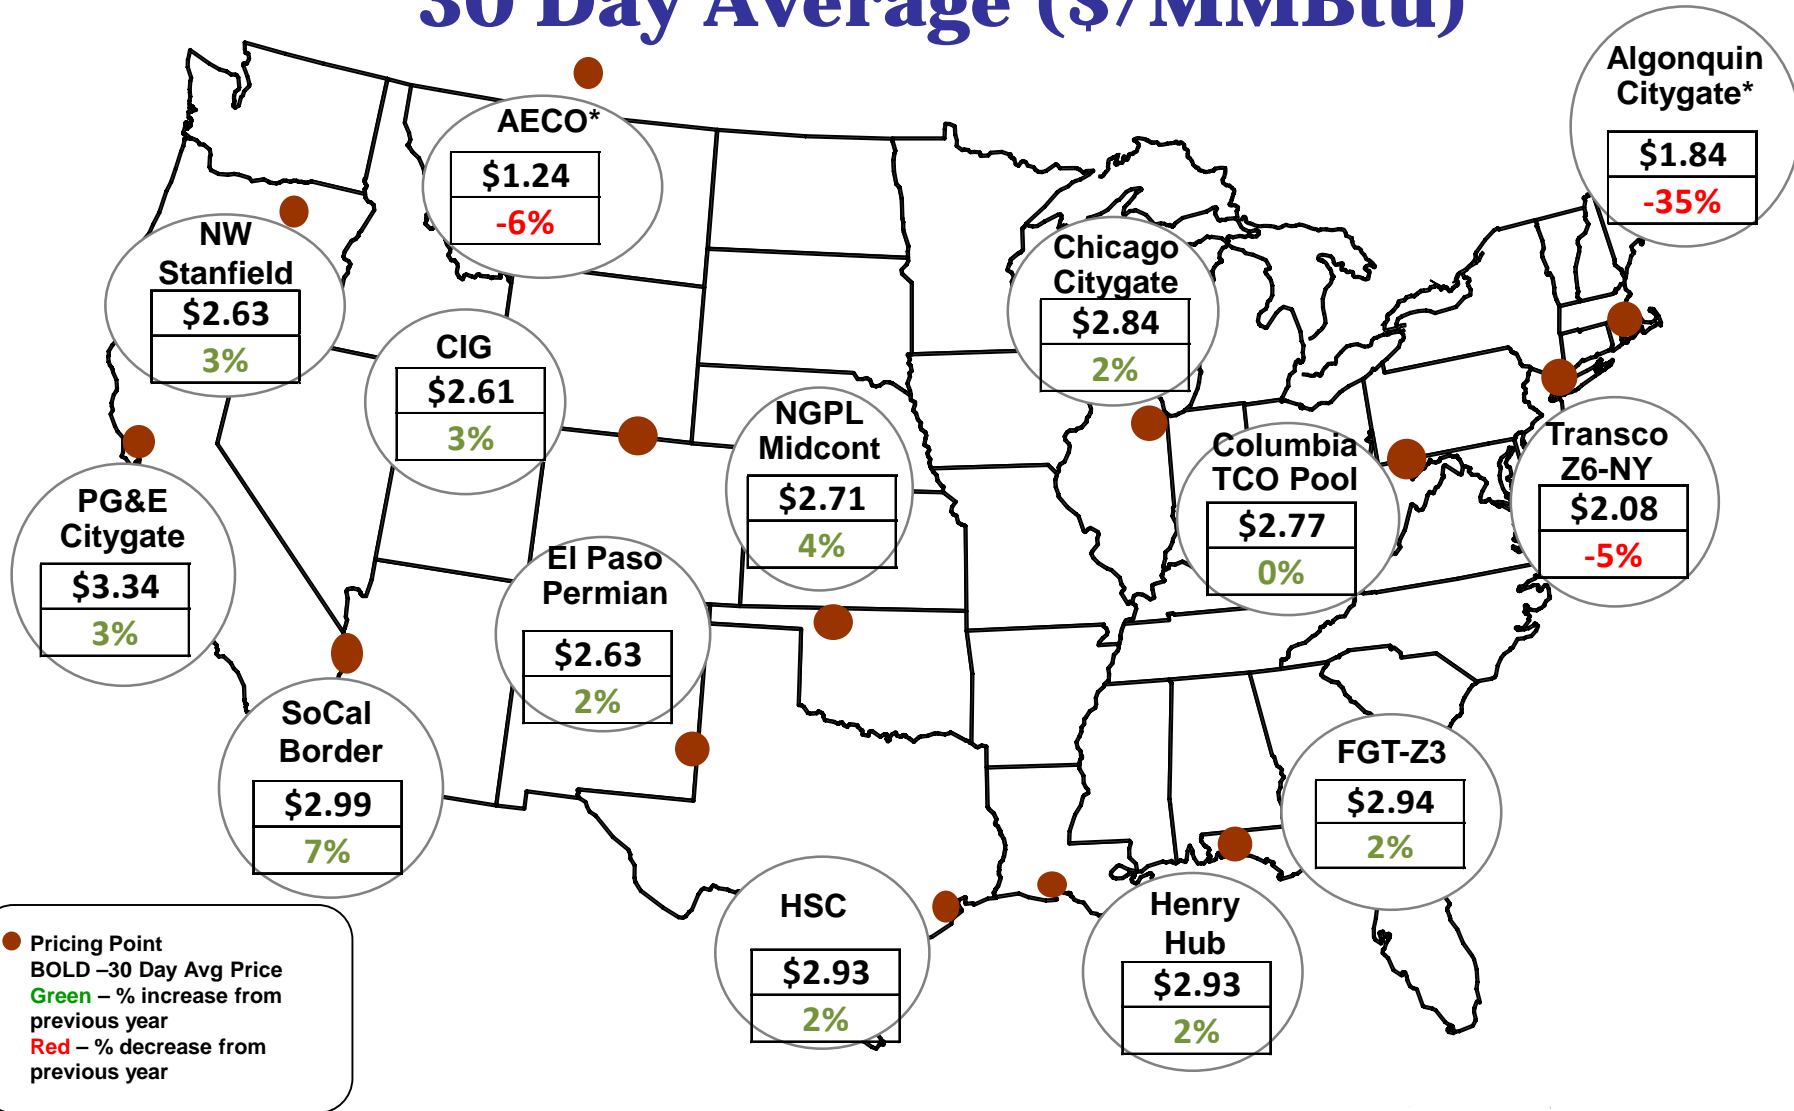 30 Day Average ($/MMBtu)
Algonquin
Citygate*
$1.84
-35%
AECO*
$1.24
-6%
NW
Stanfield
$2.63
3%
Chicago
Citygate
$2.84
2%
CIG
$2.61
3%
NGPL
Midcont
$2.71
4%
Columbia
TCO Pool
$2.77
0%
Transco
Z6-NY
$2.08
-5%
PG&E
Citygate
$3.34
3%
El Paso
Permian
$2.63
2%
SoCal
Border
$2.99
7%
FGT-Z3
$2.94
2%
HSC
$2.93
2%
Henry
Hub
$2.93
2%
Pricing Point
BOLD –30 Day Avg Price
Green – % increase from
previous year
Red – % decrease from
previous year